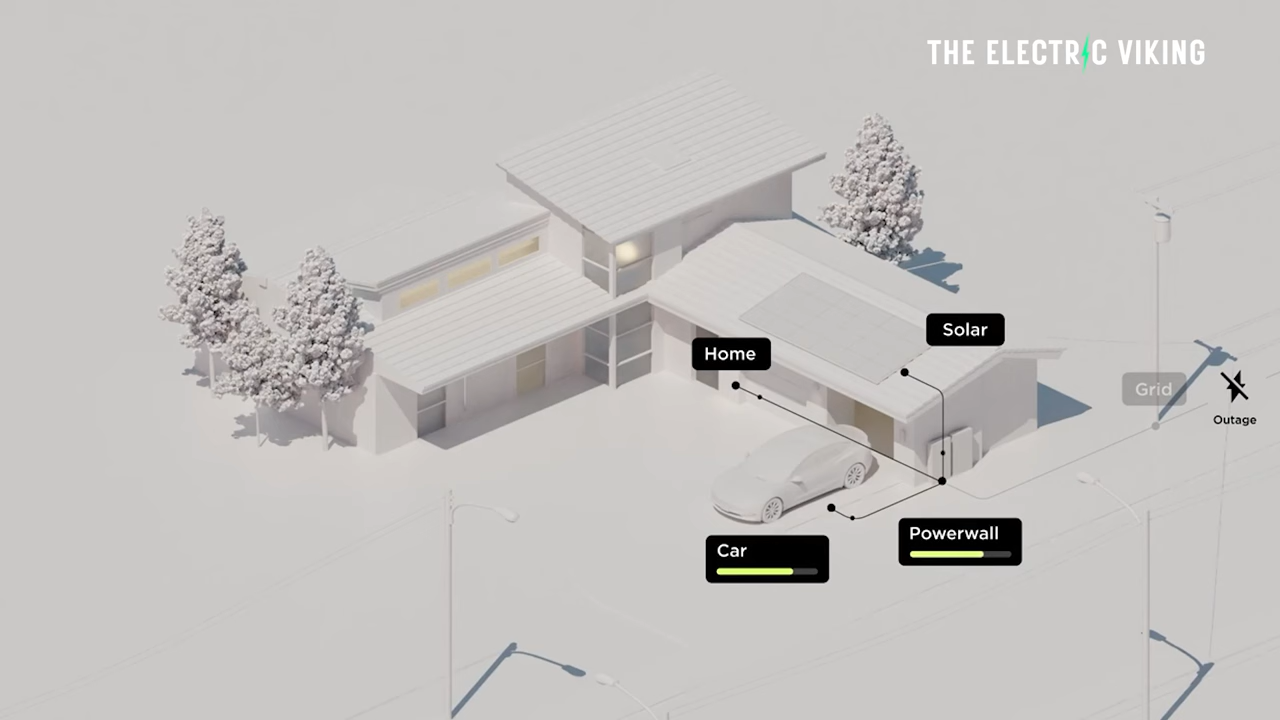 THE ELECTRIC VIKING
Solar
Home
Grid
Outage
Powerwall
Car